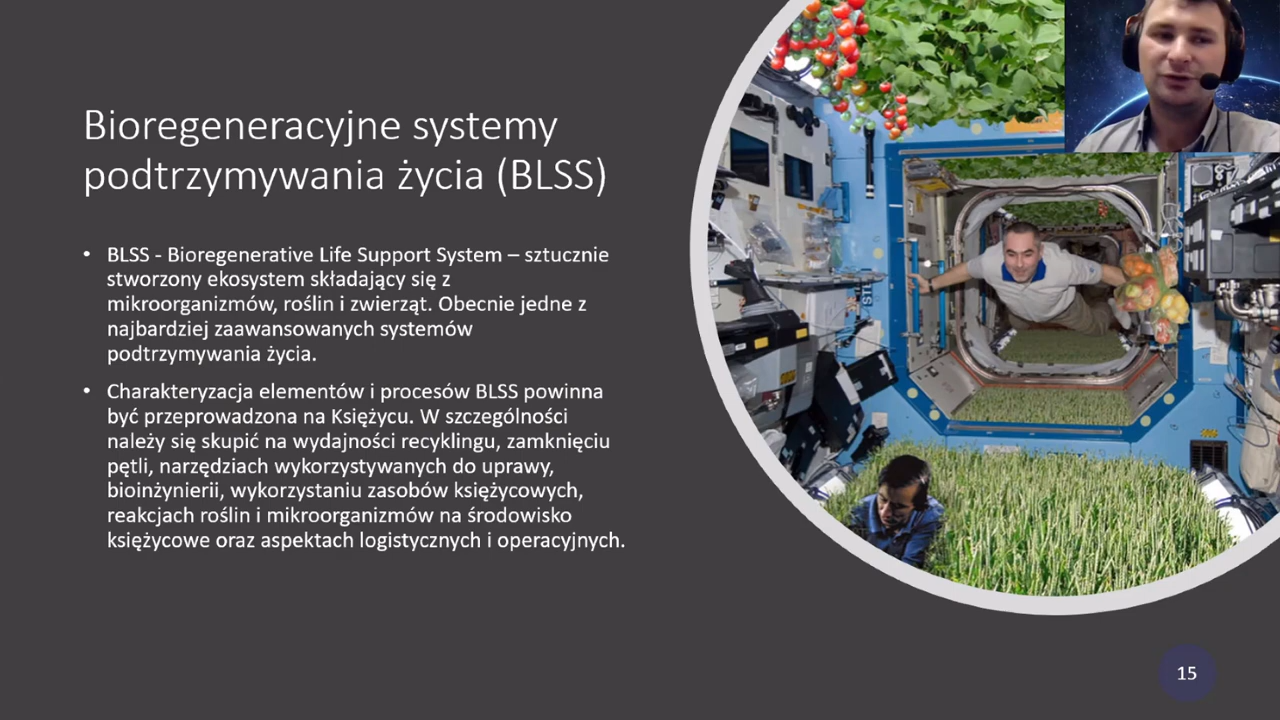 Bioregeneracyjne systemy
podtrzymywania życia (BLSS)
• BLSS - Bioregenerative Life Support System – sztucznie
stworzony ekosystem składający się z
mikroorganizmów, roślin i zwierząt. Obecnie jedne z
najbardziej zaawansowanych systemów
podtrzymywania życia.
• Charakteryzacja elementów i procesów BLSS powinna
być przeprowadzona na Księżycu. W szczególności
należy się skupić na wydajności recyklingu, zamknięciu
pętli, narzędziach wykorzystywanych do uprawy,
bioinżynierii, wykorzystaniu zasobów księżycowych,
reakcjach roślin i mikroorganizmów na środowisko
księżycowe oraz aspektach logistycznych i operacyjnych.
15